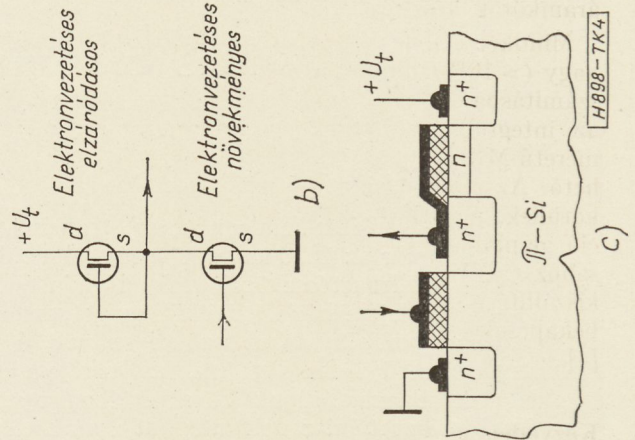 +U_t
d
s
Elektronvezetéses
elzáródásos
d
s
Elektronvezetéses
növekményes
b)
+U_t
n+
n+
n
n+
π-Si
c)
H898-TK4